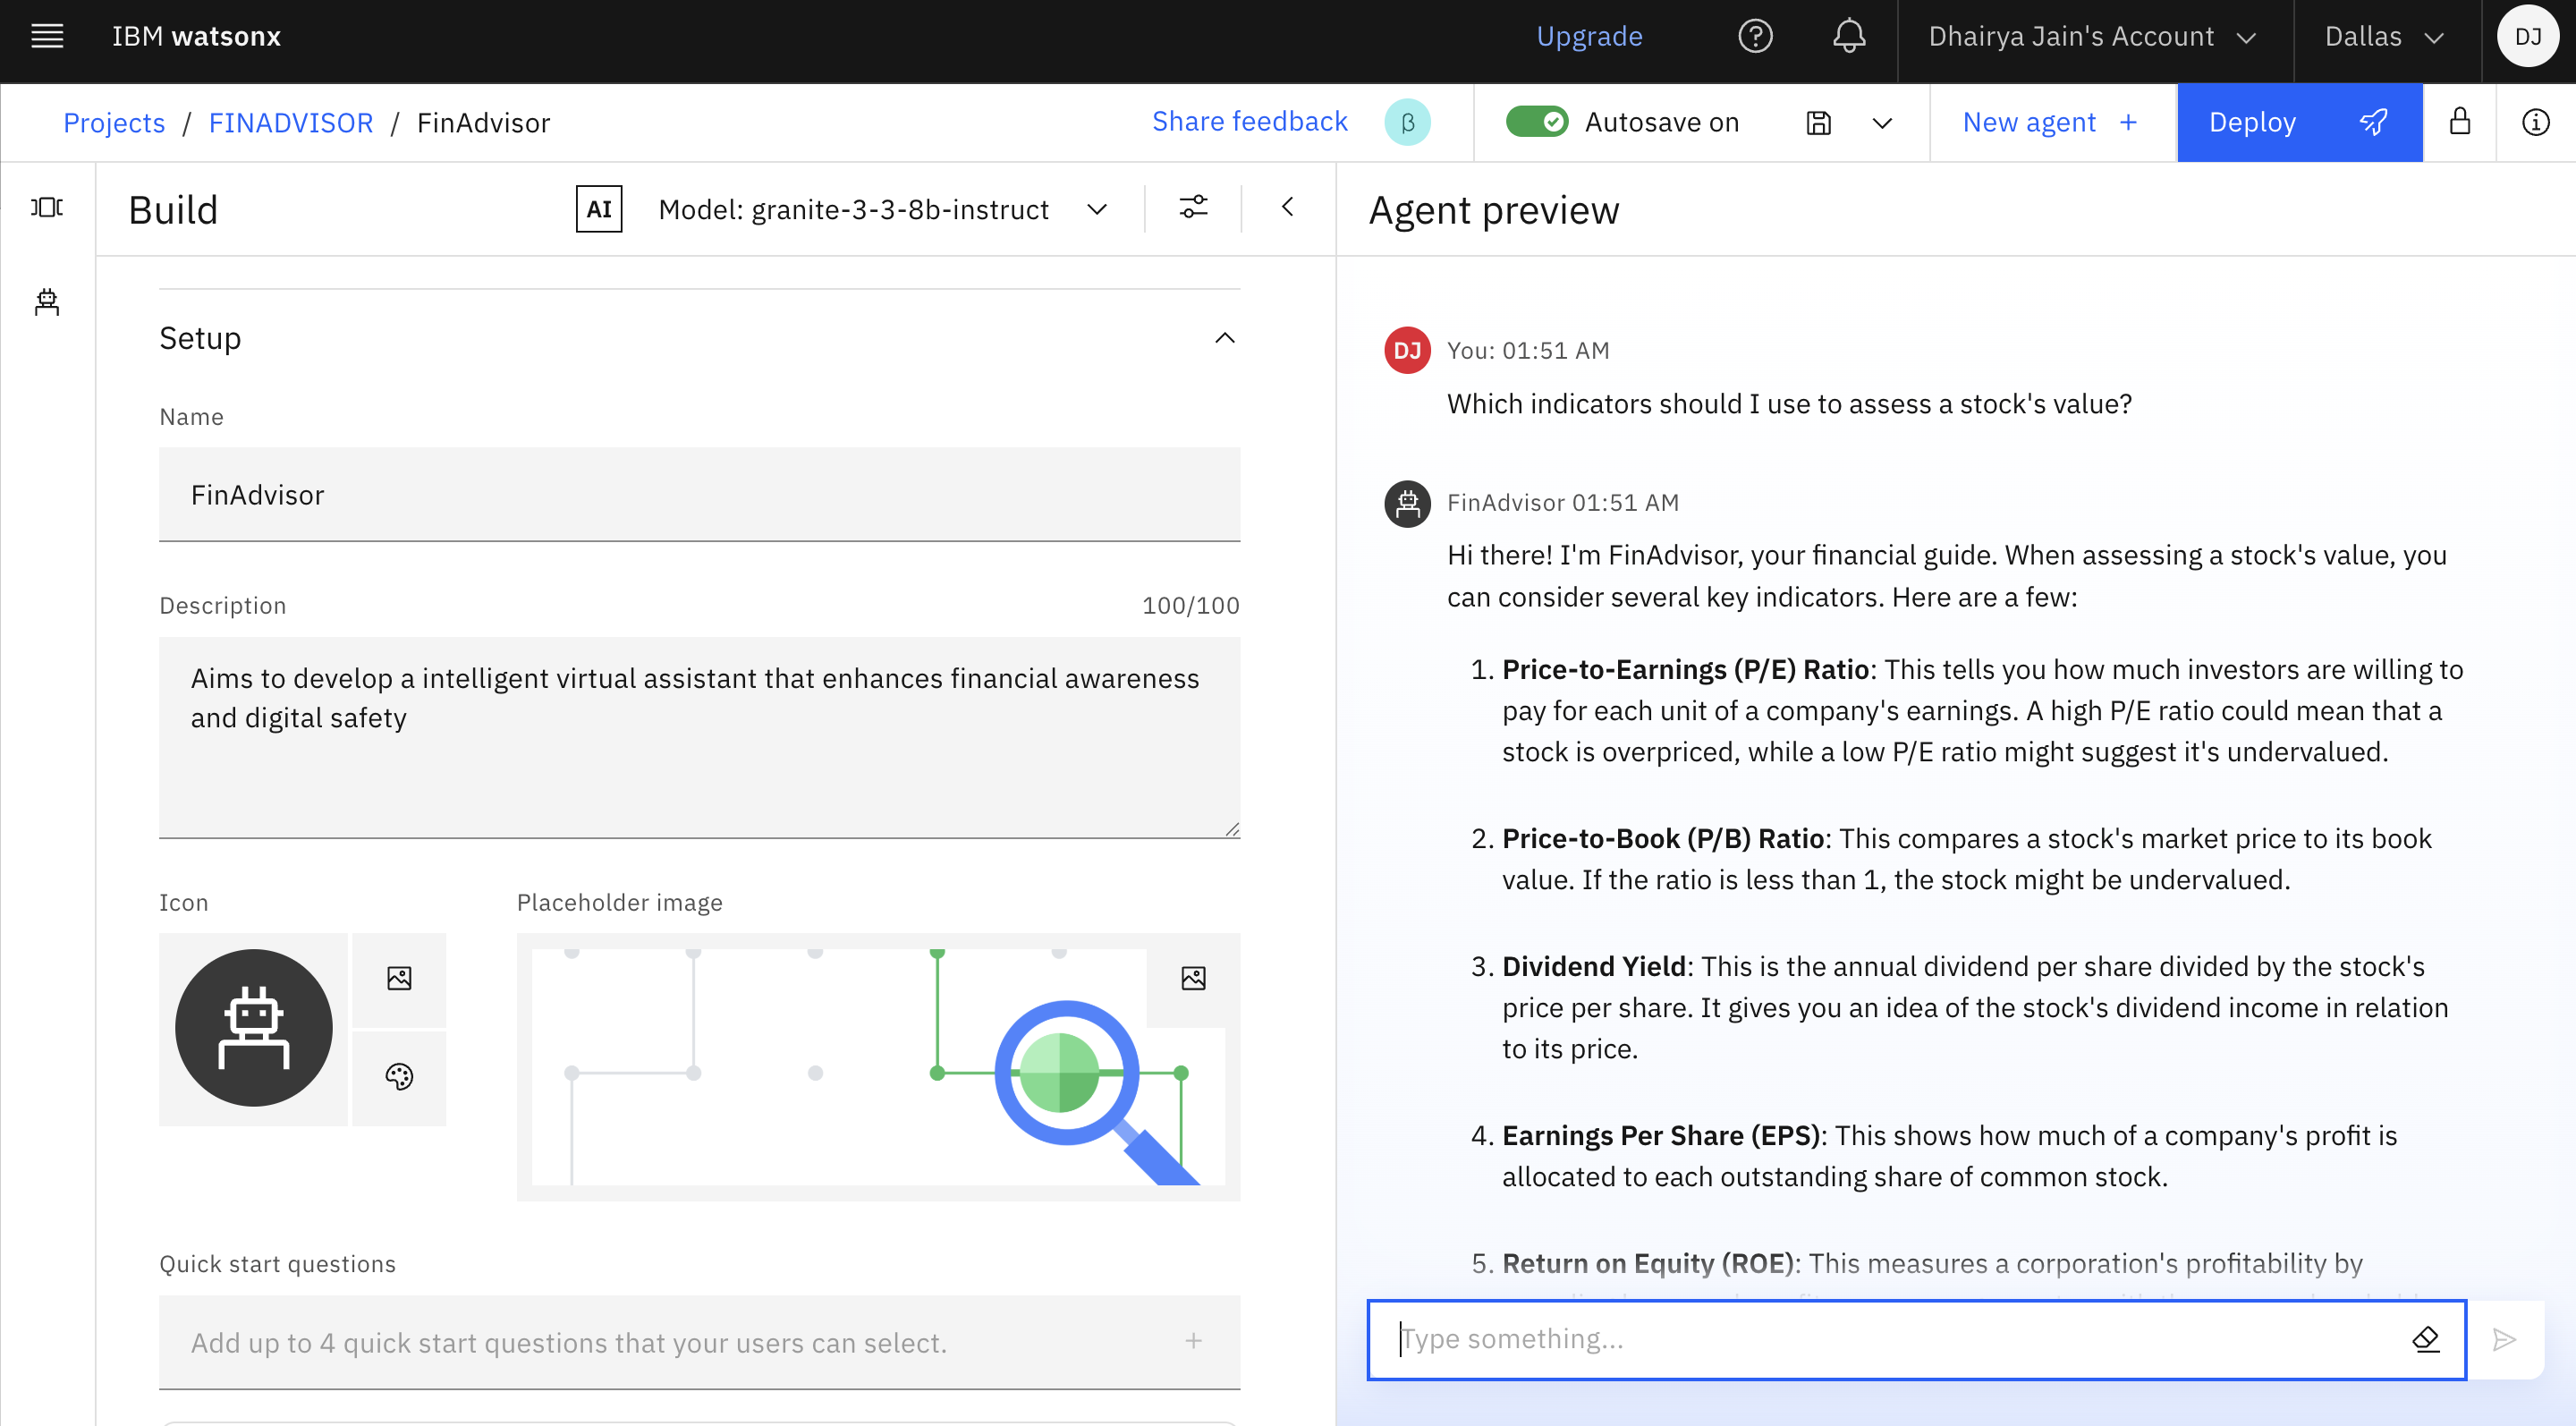 IBM watsonx
Upgrade
Dhairya Jain's Account
Dallas
DJ
Projects / FINADVISOR / FinAdvisor
Share feedback
β
Autosave on
New agent +
Deploy
Build
AI
Model: granite-3-3-8b-instruct
Setup
Name
FinAdvisor
Description
100/100
Aims to develop a intelligent virtual assistant that enhances financial awareness
and digital safety
Icon
Placeholder image
Quick start questions
Add up to 4 quick start questions that your users can select.
Agent preview
DJ
You: 01:51 AM
Which indicators should I use to assess a stock's value?
FinAdvisor 01:51 AM
Hi there! I'm FinAdvisor, your financial guide. When assessing a stock's value, you
can consider several key indicators. Here are a few:
1. Price-to-Earnings (P/E) Ratio: This tells you how much investors are willing to
pay for each unit of a company's earnings. A high P/E ratio could mean that a
stock is overpriced, while a low P/E ratio might suggest it's undervalued.
2. Price-to-Book (P/B) Ratio: This compares a stock's market price to its book
value. If the ratio is less than 1, the stock might be undervalued.
3. Dividend Yield: This is the annual dividend per share divided by the stock's
price per share. It gives you an idea of the stock's dividend income in relation
to its price.
4. Earnings Per Share (EPS): This shows how much of a company's profit is
allocated to each outstanding share of common stock.
5. Return on Equity (ROE): This measures a corporation's profitability by
Type something...